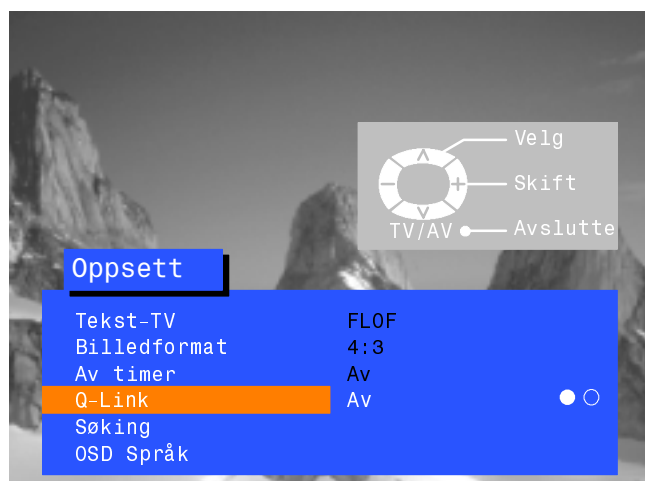 Velg
Skift
TV/AV Avslutte
Oppsett
Tekst-TV FLOF
Billedformat 4:3
Av timer Av
Q-Link Av
Søking
OSD Språk